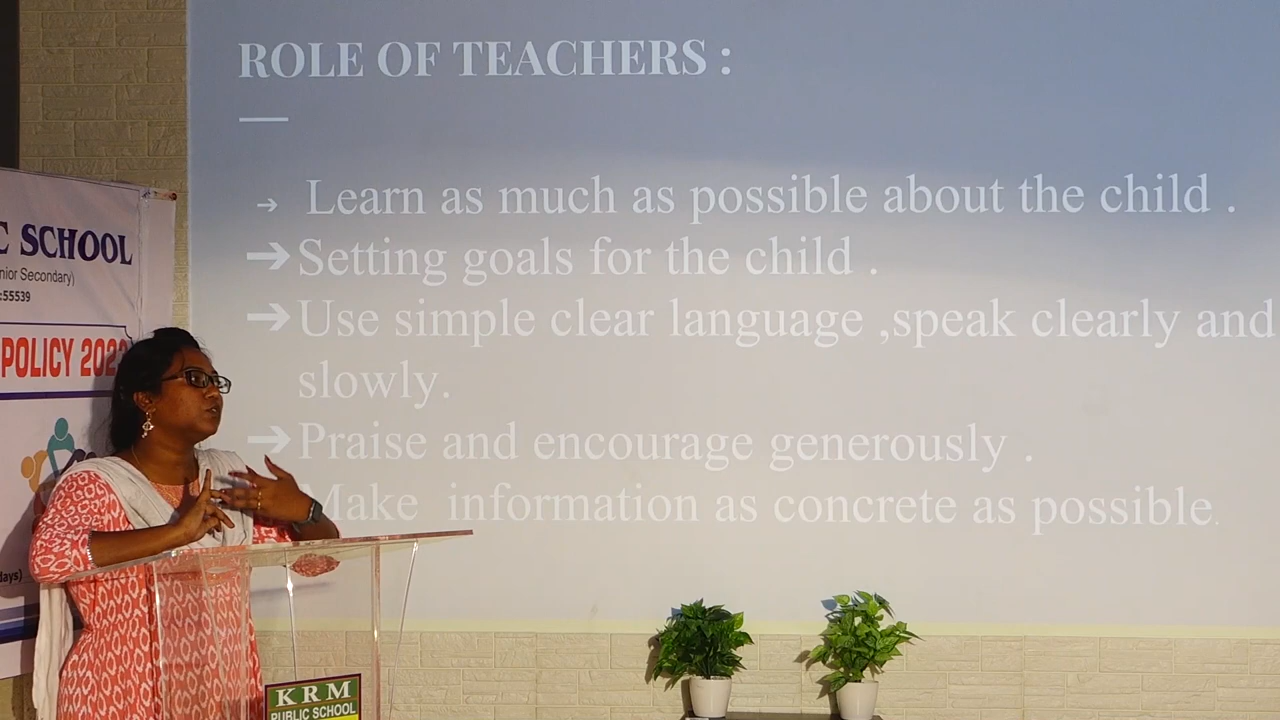 ROLE OF TEACHERS :
→ Learn as much as possible about the child .
→ Setting goals for the child .
→ Use simple clear language ,speak clearly and
slowly.
→ Praise and encourage generously .
Make information as concrete as possible.
SCHOOL
Secondary)
55539
POLICY
days)
KRM
PUBLIC SCHOOL